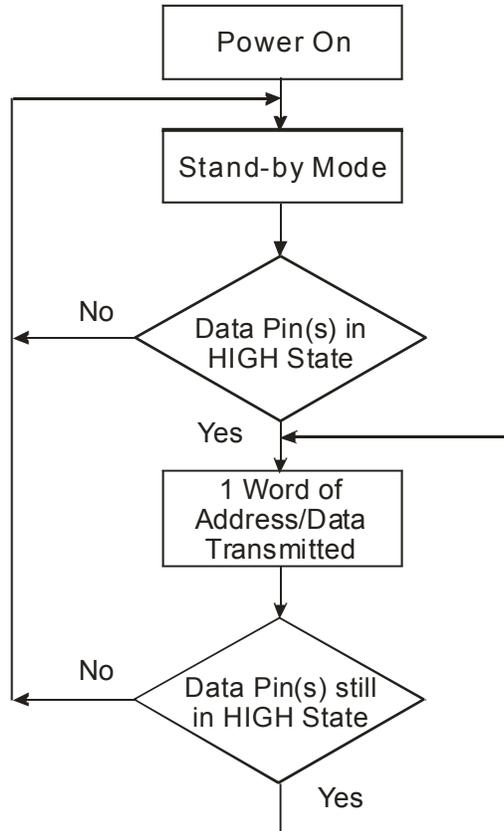 Power On
Stand-by Mode
No
Data Pin(s) in
HIGH State
Yes
1 Word of
Address/Data
Transmitted
No
Data Pin(s) still
in HIGH State
Yes